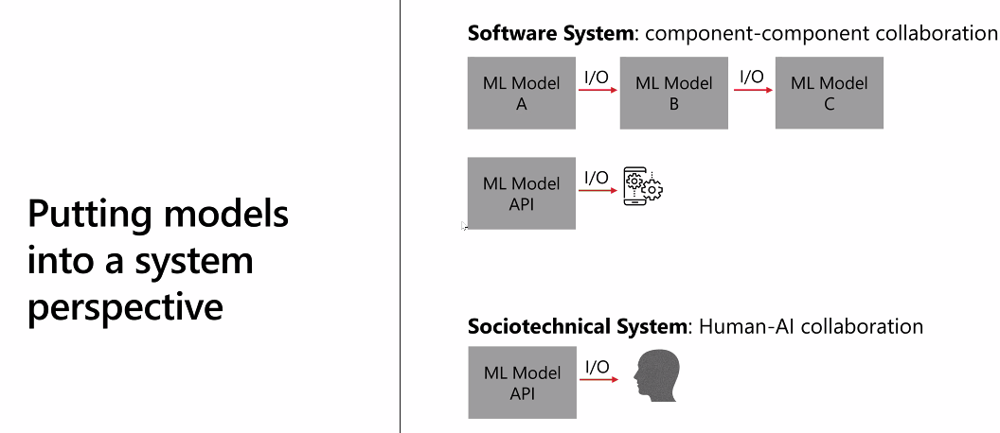 Putting models
into a system
perspective
Software System: component-component collaboration
ML Model
A
I/O
ML Model
B
I/O
ML Model
C
ML Model
API
I/O
Sociotechnical System: Human-AI collaboration
ML Model
API
I/O